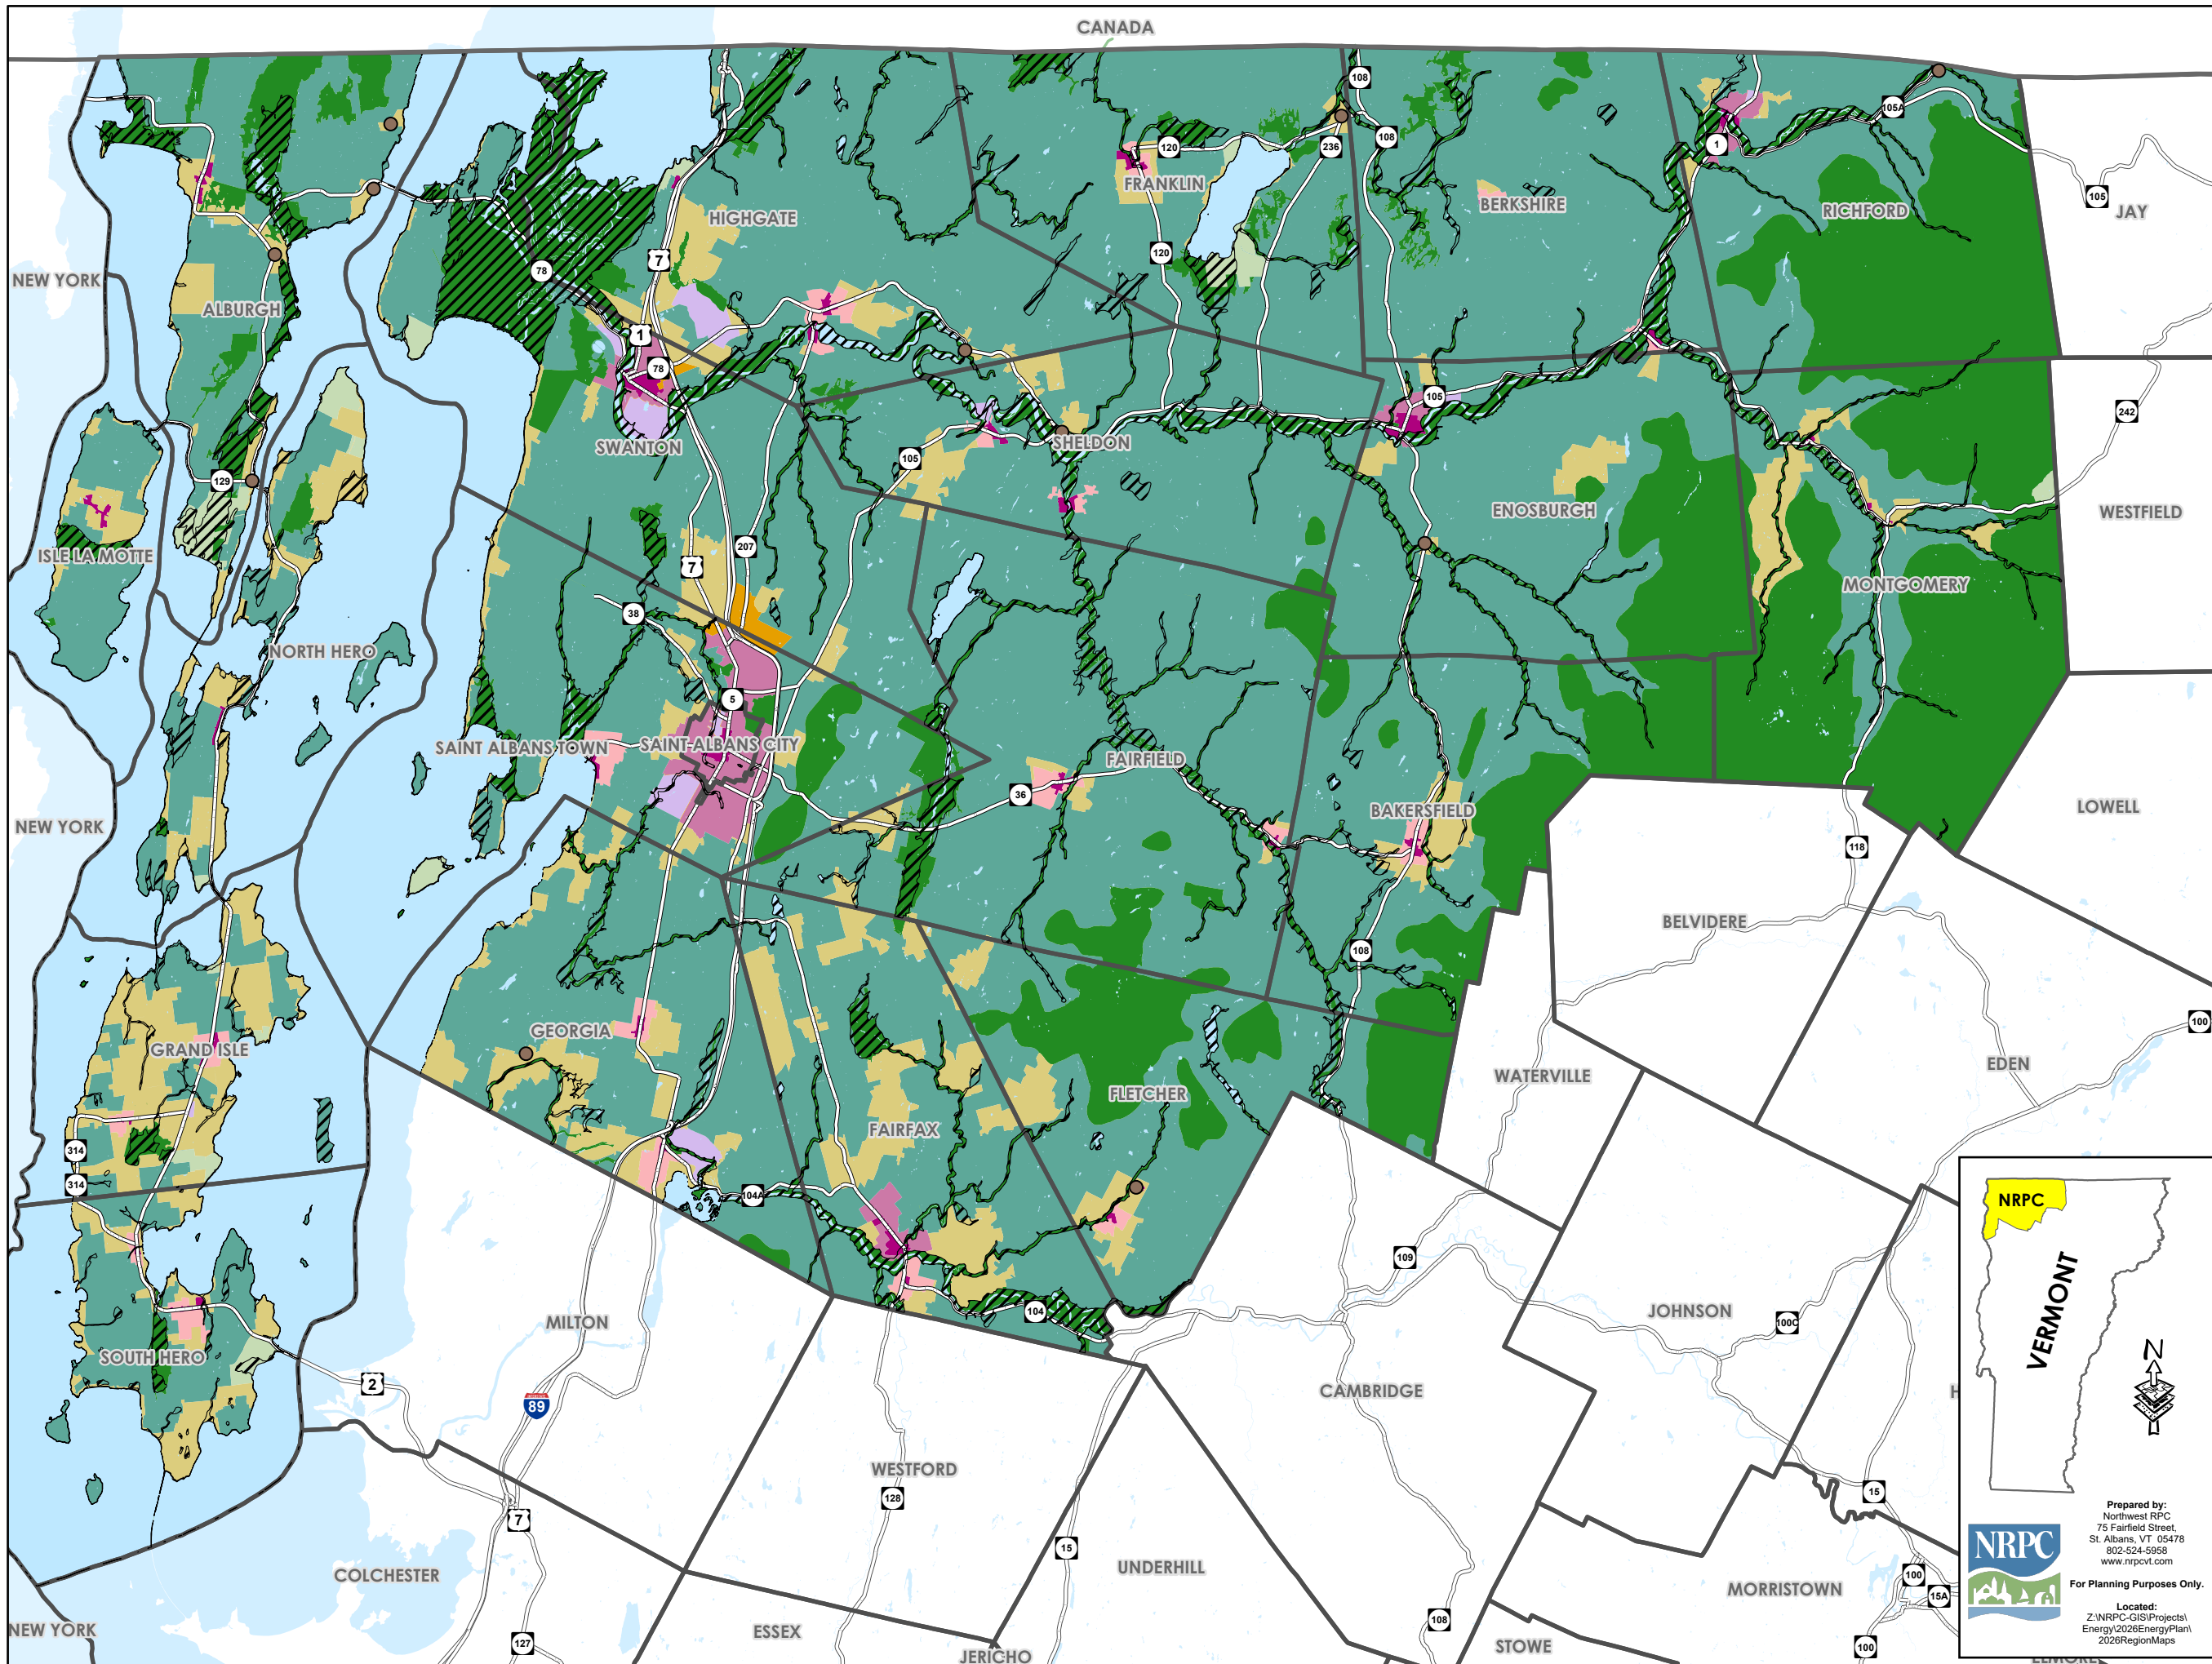 CANADA
108
105A
1
120
236
108
FRANKLIN
BERKSHIRE
RICHFORD
105
JAY
HIGHGATE
120
7
78
NEW YORK
ALBURGH
1
78
105
242
SWANTON
SHELDON
105
129
ENOSBURGH
WESTFIELD
ISLE LA MOTTE
207
7
MONTGOMERY
38
NORTH HERO
5
SAINT ALBANS TOWN
SAINT ALBANS CITY
FAIRFIELD
36
BAKERSFIELD
LOWELL
NEW YORK
118
BELVIDERE
108
100
GEORGIA
GRAND ISLE
EDEN
WATERVILLE
FLETCHER
FAIRFAX
314
314
104A
109
104
JOHNSON
100C
MILTON
SOUTH HERO
2
89
CAMBRIDGE
WESTFORD
128
15
7
15
UNDERHILL
COLCHESTER
MORRISTOWN
100
15A
108
NEW YORK
ESSEX
127
JERICHO
STOWE
100
NRPC
VERMONT
N
NRPC
Prepared by:
Northwest RPC
75 Fairfield Street,
St. Albans, VT 05478
802-524-5958
www.nrpcvt.com
For Planning Purposes Only.
Located:
Z:\NRPC-GIS\Projects\
Energy\2026EnergyPlan\
2026RegionMaps